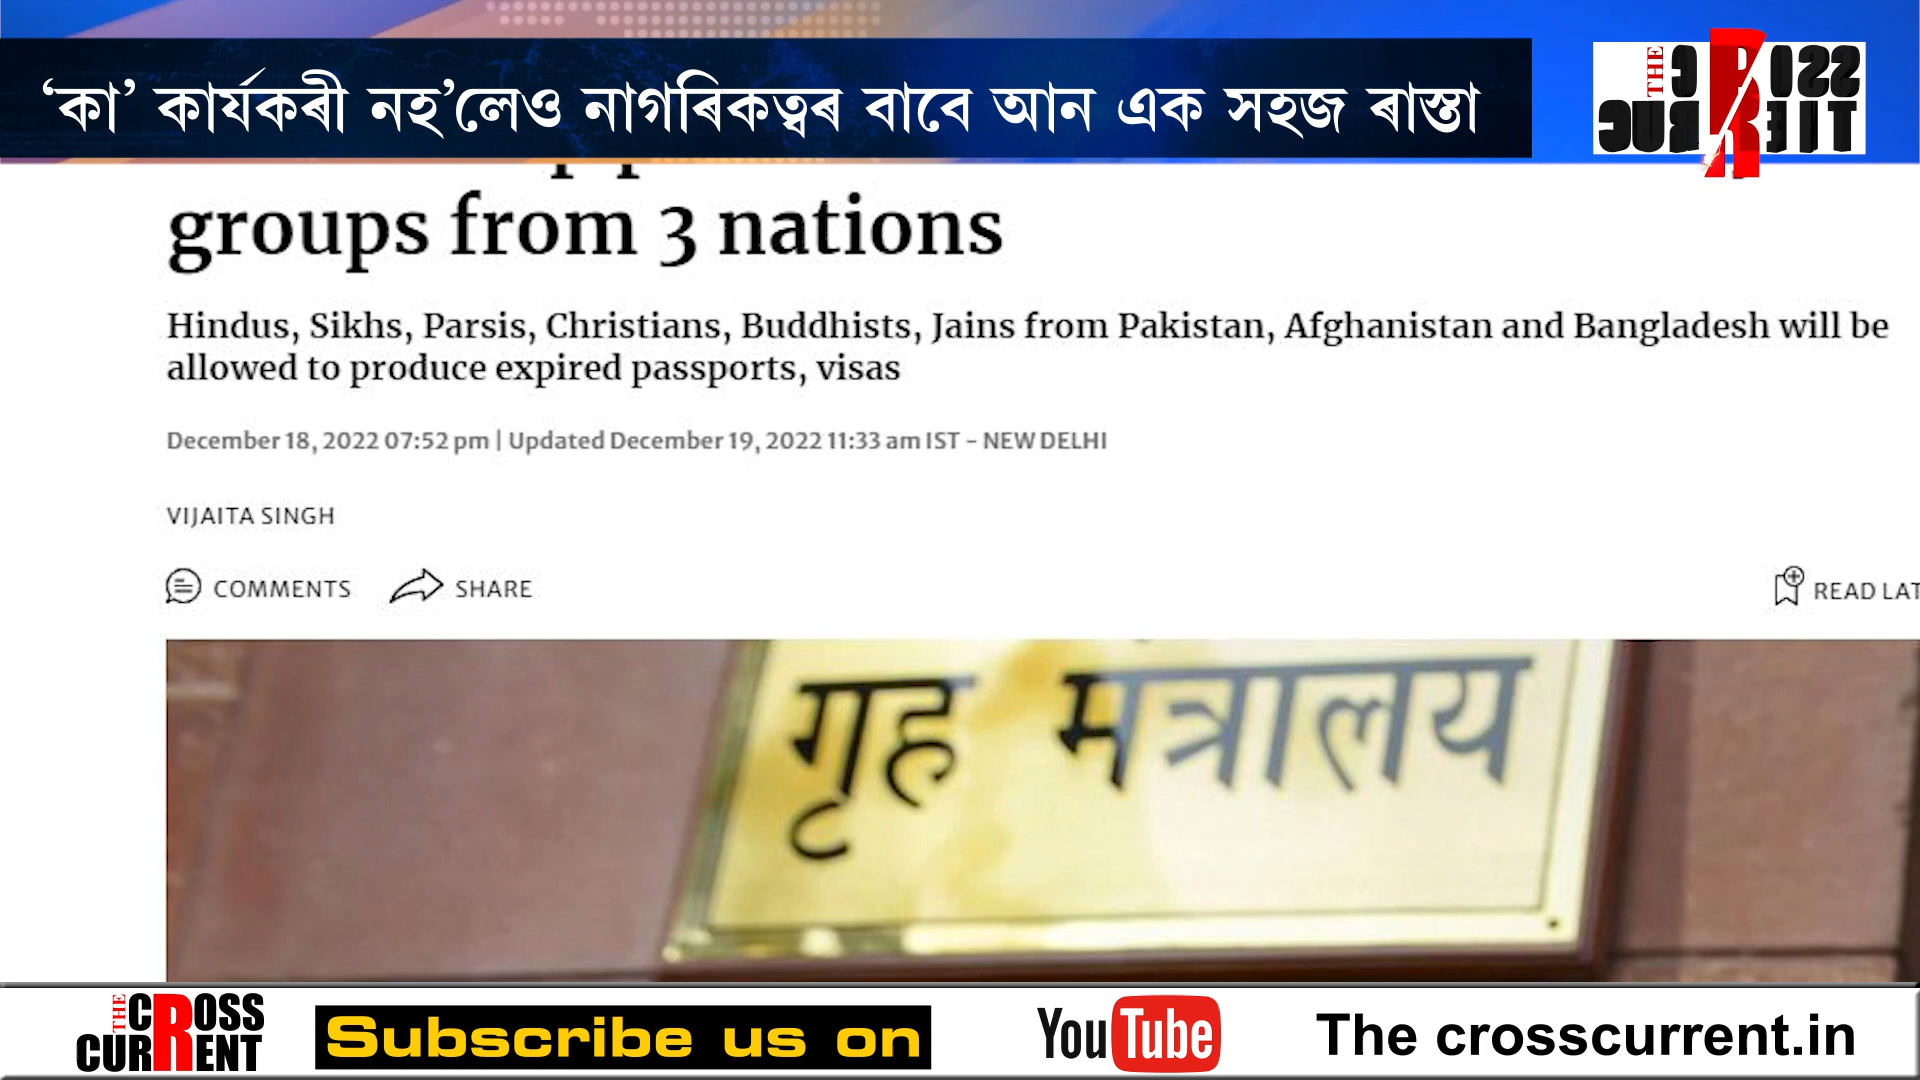 ‘কা’ কাৰ্যকৰী নহ’লেও নাগৰিকত্বৰ বাবে আন এক সহজ ৰাস্তা
THE CROSS CURRENT
groups from 3 nations
Hindus, Sikhs, Parsis, Christians, Buddhists, Jains from Pakistan, Afghanistan and Bangladesh will be
allowed to produce expired passports, visas
December 18, 2022 07:52 pm | Updated December 19, 2022 11:33 am IST - NEW DELHI
VIJAITA SINGH
COMMENTS SHARE READ LAT
गृह मंत्रालय
THE CROSS
CURRENT
Subscribe us on
YouTube
The crosscurrent.in